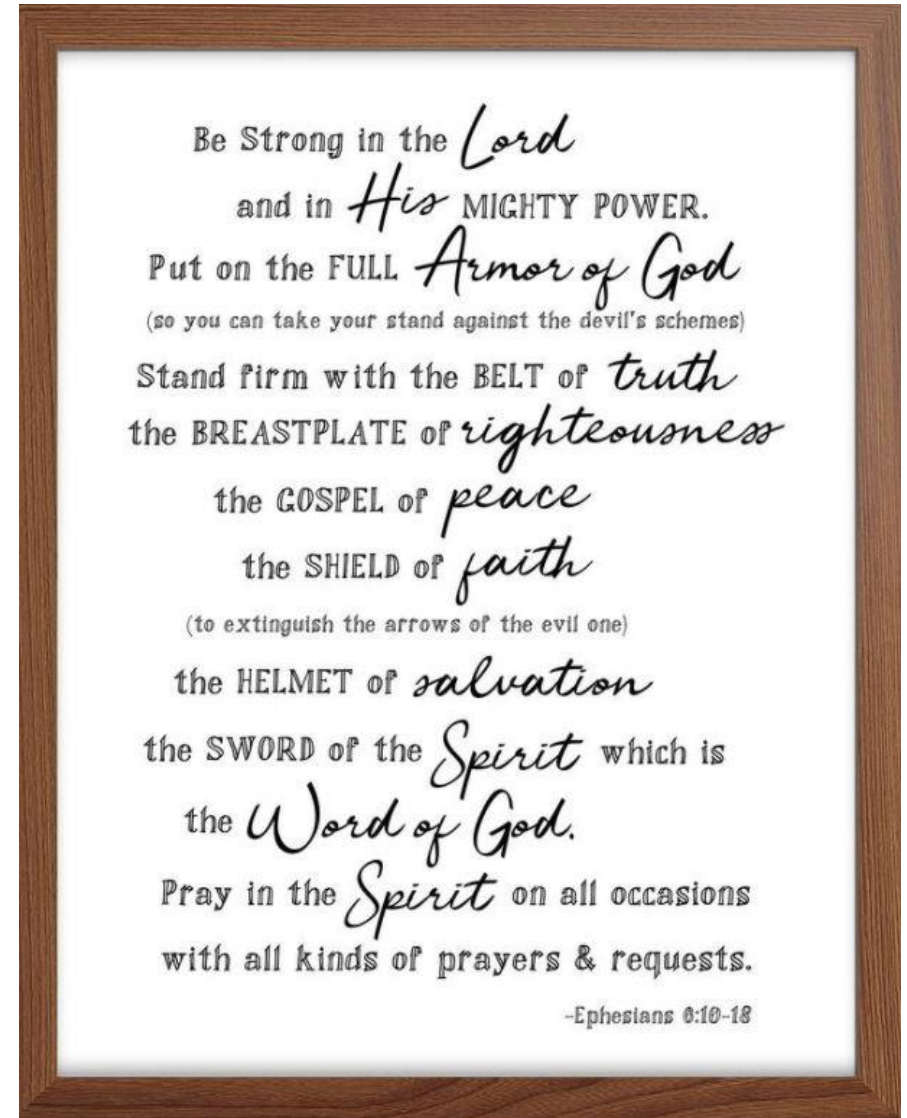 Be Strong in the Lord
and in His MIGHTY POWER.
Put on the FULL Armor of God
(so you can take your stand against the devil's schemes)
Stand firm with the BELT of truth
the BREASTPLATE of righteousness
the GOSPEL of peace
the SHIELD of faith
(to extinguish the arrows of the evil one)
the HELMET of salvation
the SWORD of the Spirit which is
the Word of God.
Pray in the Spirit on all occasions
with all kinds of prayers & requests.
-Ephesians 6:10-18